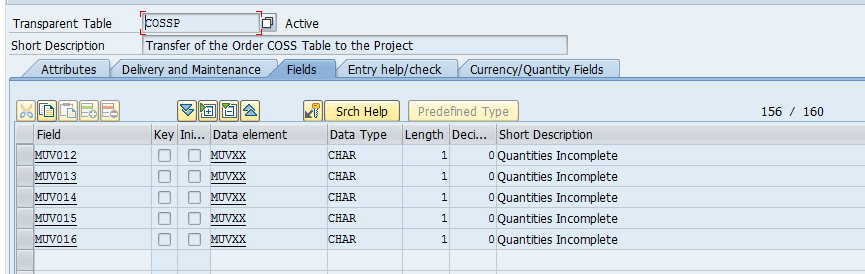 Transparent Table COSSP Active
Short Description Transfer of the Order COSS Table to the Project
Attributes Delivery and Maintenance Fields Entry help/check Currency/Quantity Fields
Srch Help Predefined Type 156 / 160
Field Key Ini... Data element Data Type Length Deci... Short Description
MUV012 MUVXX CHAR 1 0 Quantities Incomplete
MUV013 MUVXX CHAR 1 0 Quantities Incomplete
MUV014 MUVXX CHAR 1 0 Quantities Incomplete
MUV015 MUVXX CHAR 1 0 Quantities Incomplete
MUV016 MUVXX CHAR 1 0 Quantities Incomplete